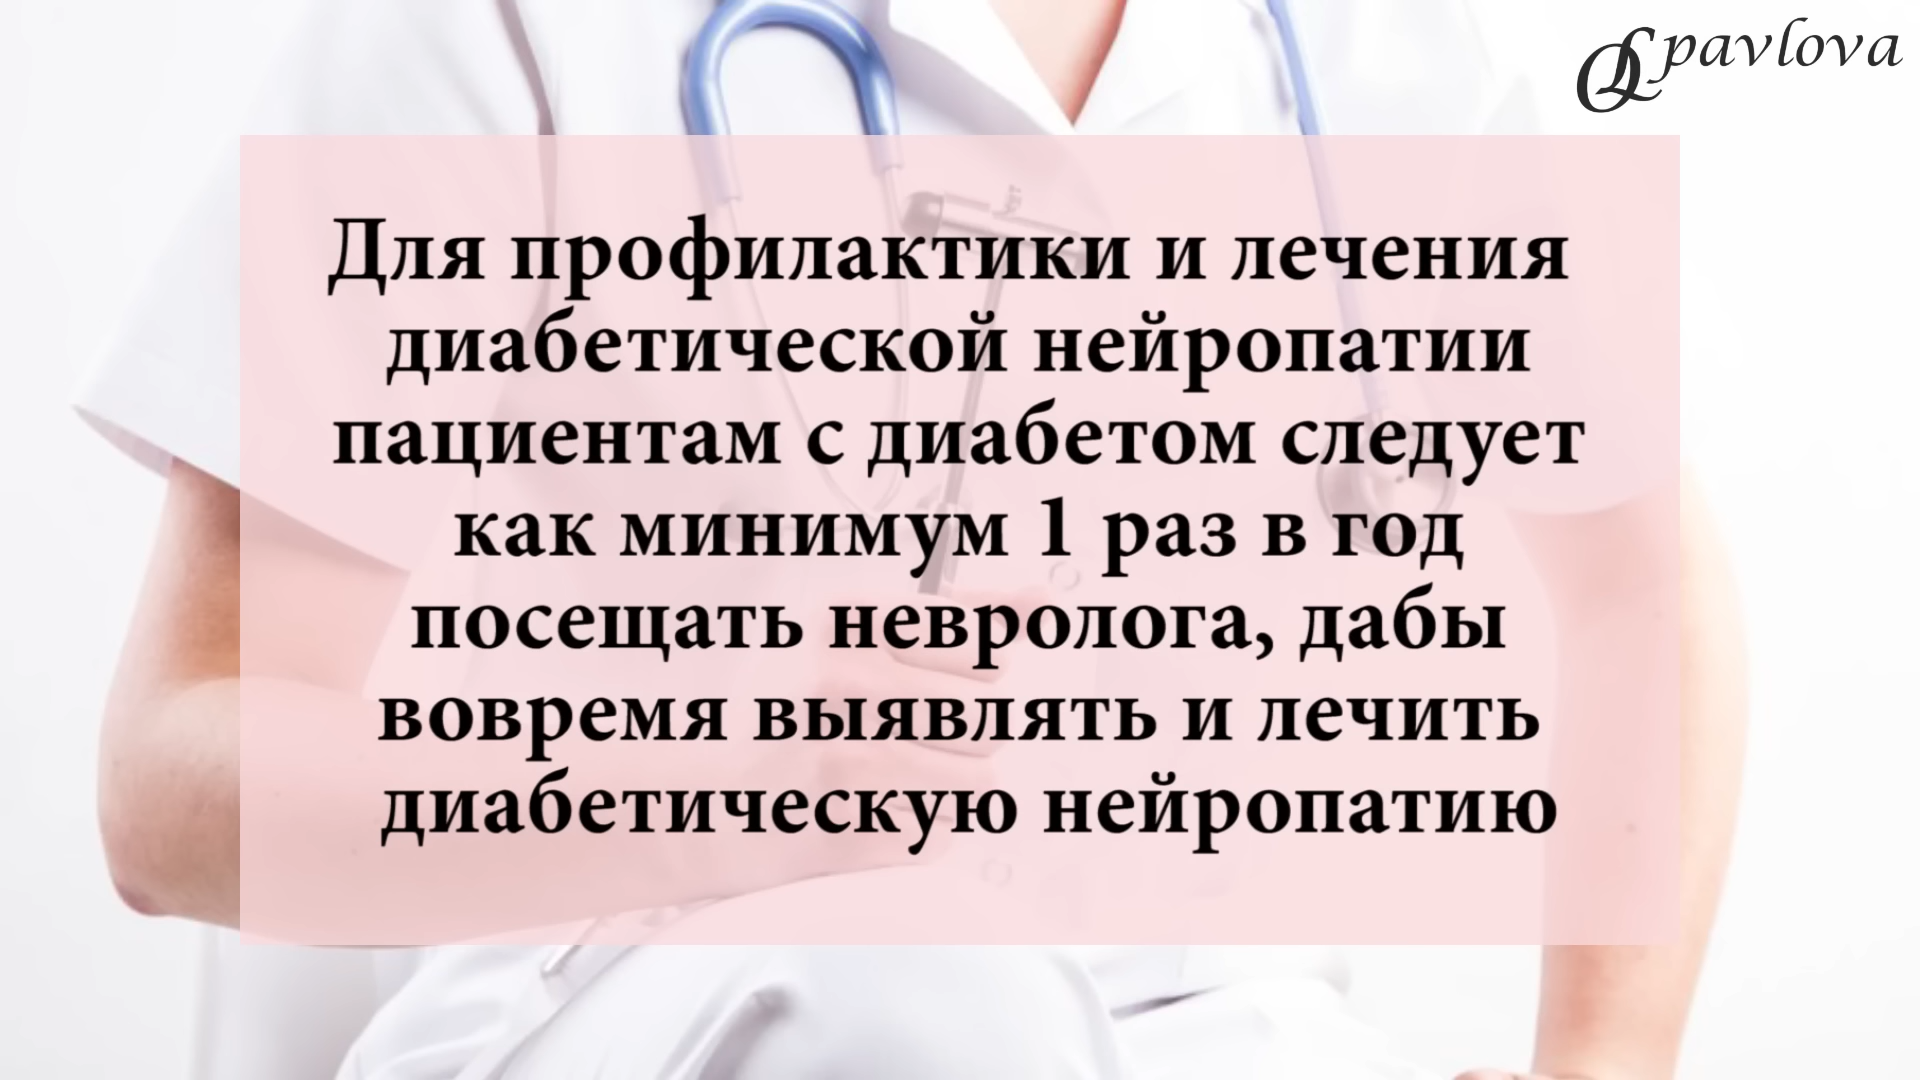 OLpavlova
Для профилактики и лечения
диабетической нейропатии
пациентам с диабетом следует
как минимум 1 раз в год
посещать невролога, дабы
вовремя выявлять и лечить
диабетическую нейропатию